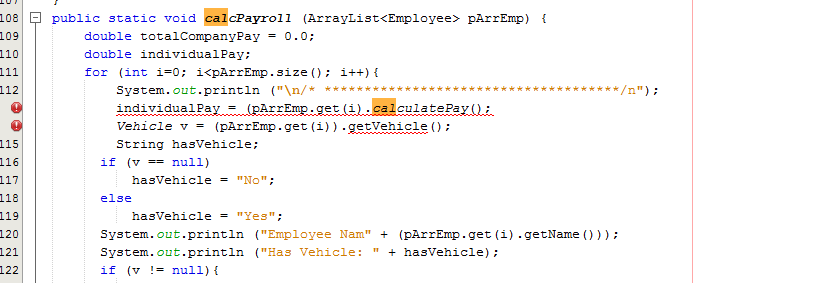 108 public static void calcPayroll (ArrayList<Employee> pArrEmp) {
109 double totalCompanyPay = 0.0;
110 double individualPay;
111 for (int i=0; i<pArrEmp.size(); i++){
112 System.out.println ("\n/* *************************************/n");
individualPay = (pArrEmp.get(i).calculatePay();
Vehicle v = (pArrEmp.get(i)).getVehicle();
115 String hasVehicle;
116 if (v == null)
117 hasVehicle = "No";
118 else
119 hasVehicle = "Yes";
120 System.out.println ("Employee Nam" + (pArrEmp.get(i).getName()));
121 System.out.println ("Has Vehicle: " + hasVehicle);
122 if (v != null){